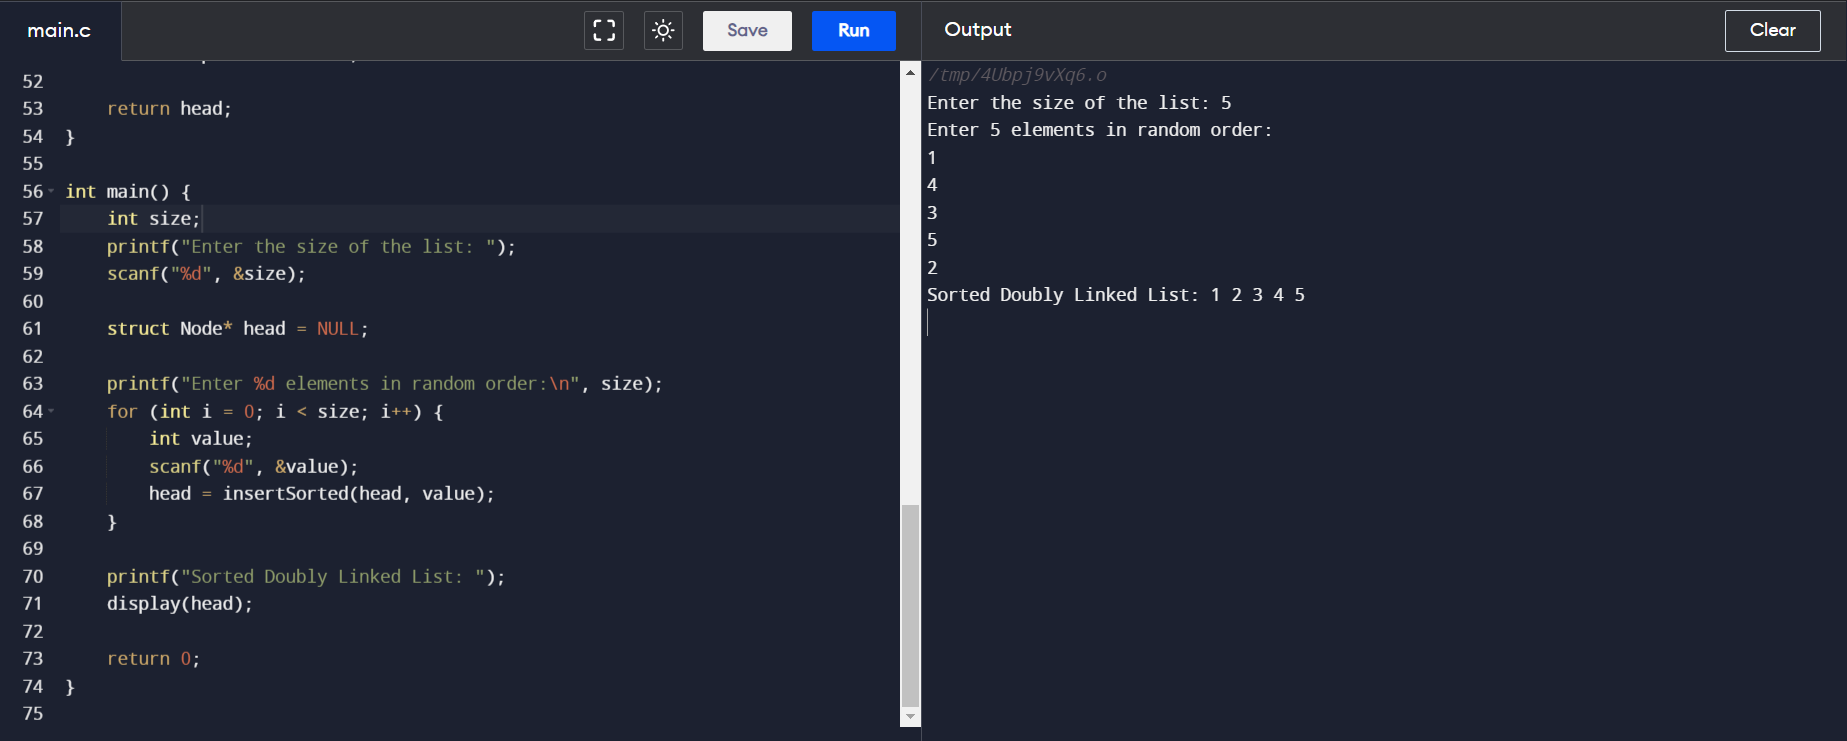 main.c
Save
Run
52
53 return head;
54 }
55
56 int main() {
57 int size;
58 printf("Enter the size of the list: ");
59 scanf("%d", &size);
60
61 struct Node* head = NULL;
62
63 printf("Enter %d elements in random order:\n", size);
64 for (int i = 0; i < size; i++) {
65 int value;
66 scanf("%d", &value);
67 head = insertSorted(head, value);
68 }
69
70 printf("Sorted Doubly Linked List: ");
71 display(head);
72
73 return 0;
74 }
75
Output
Clear
/tmp/4Ubpj9vXq6.o
Enter the size of the list: 5
Enter 5 elements in random order:
1
4
3
5
2
Sorted Doubly Linked List: 1 2 3 4 5